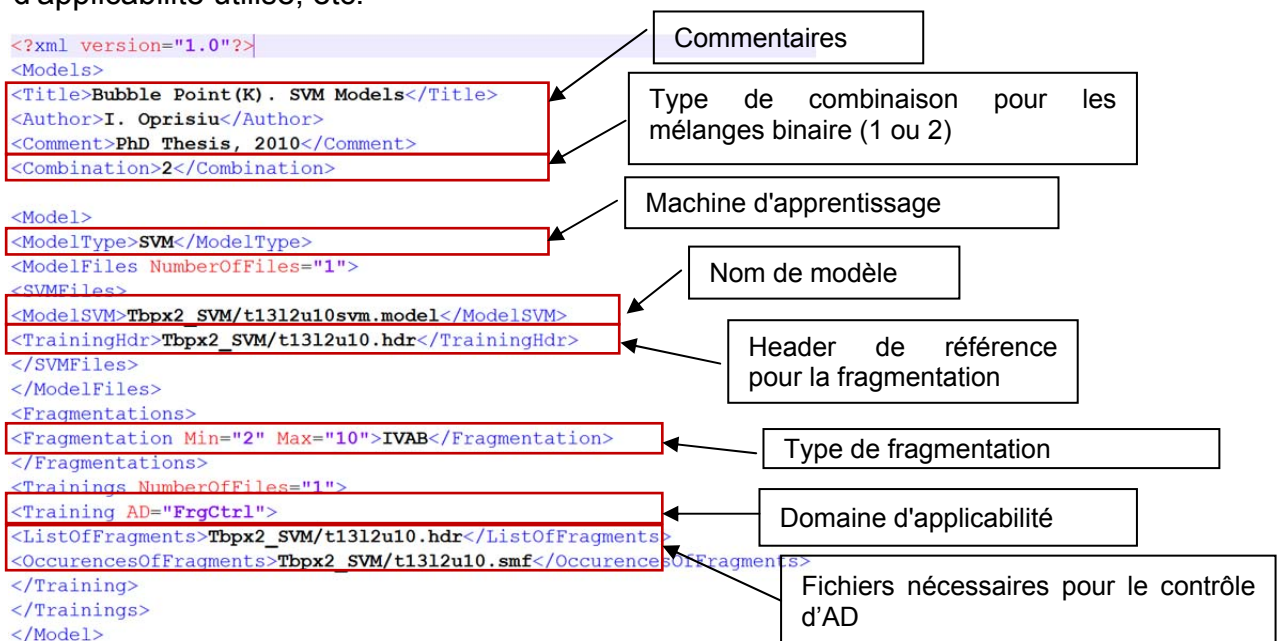 d'applicabilité utilisé, etc.
<?xml version="1.0"?>
<Models>
<Title>Bubble Point(K). SVM Models</Title>
<Author>I. Oprisiu</Author>
<Comment>PhD Thesis, 2010</Comment>
<Combination>2</Combination>
<Model>
<ModelType>SVM</ModelType>
<ModelFiles NumberOfFiles="1">
<SVMFiles>
<ModelSVM>Tbpx2_SVM/t13l2u10svm.model</ModelSVM>
<TrainingHdr>Tbpx2_SVM/t13l2u10.hdr</TrainingHdr>
</SVMFiles>
</ModelFiles>
<Fragmentations>
<Fragmentation Min="2" Max="10">IVAB</Fragmentation>
</Fragmentations>
<Trainings NumberOfFiles="1">
<Training AD="FrgCtrl">
<ListOfFragments>Tbpx2_SVM/t13l2u10.hdr</ListOfFragments>
<OccurencesOfFragments>Tbpx2_SVM/t13l2u10.smf</OccurencesOfFragments>
</Training>
</Trainings>
</Model>
Commentaires
Type de combinaison pour les
mélanges binaire (1 ou 2)
Machine d'apprentissage
Nom de modèle
Header de référence
pour la fragmentation
Type de fragmentation
Domaine d'applicabilité
Fichiers nécessaires pour le contrôle
d'AD